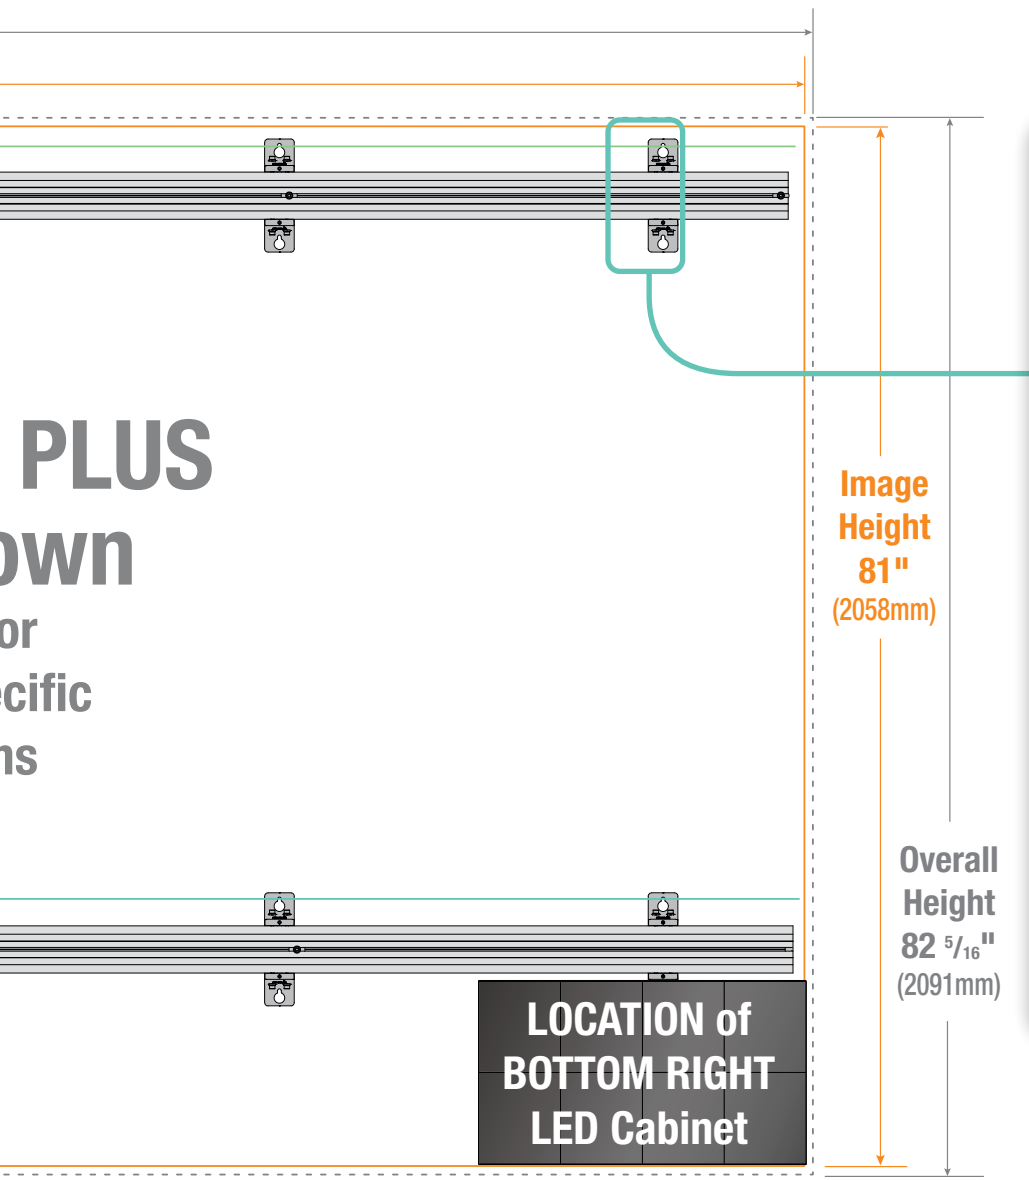 PLUS
own
or
ecific
ns
Image
Height
81"
(2058mm)
Overall
Height
82 5/16"
(2091mm)
LOCATION of
BOTTOM RIGHT
LED Cabinet